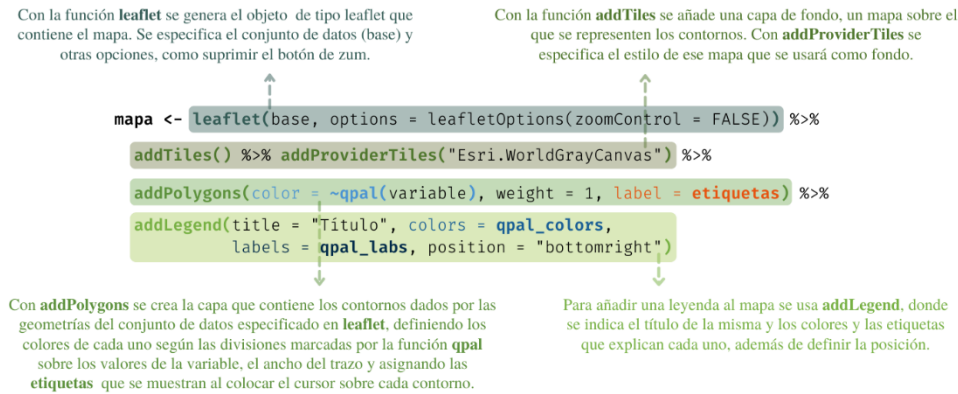 Con la función leaflet se genera el objeto de tipo leaflet que
contiene el mapa. Se especifica el conjunto de datos (base) y
otras opciones, como suprimir el botón de zum.
Con la función addTiles se añade una capa de fondo, un mapa sobre el
que se representen los contornos. Con addProviderTiles se
especifica el estilo de ese mapa que se usará como fondo.
mapa <- leaflet(base, options = leafletOptions(zoomControl = FALSE)) %>%
addTiles() %>% addProviderTiles("Esri.WorldGrayCanvas") %>%
addPolygons(color = ~qpal(variable), weight = 1, label = etiquetas) %>%
addLegend(title = "Título", colors = qpal_colors,
labels = qpal_labs, position = "bottomright")
Con addPolygons se crea la capa que contiene los contornos dados por las
geometrías del conjunto de datos especificado en leaflet, definiendo los
colores de cada uno según las divisiones marcadas por la función qpal
sobre los valores de la variable, el ancho del trazo y asignando las
etiquetas que se muestran al colocar el cursor sobre cada contorno.
Para añadir una leyenda al mapa se usa addLegend, donde
se indica el título de la misma y los colores y las etiquetas
que explican cada uno, además de definir la posición.